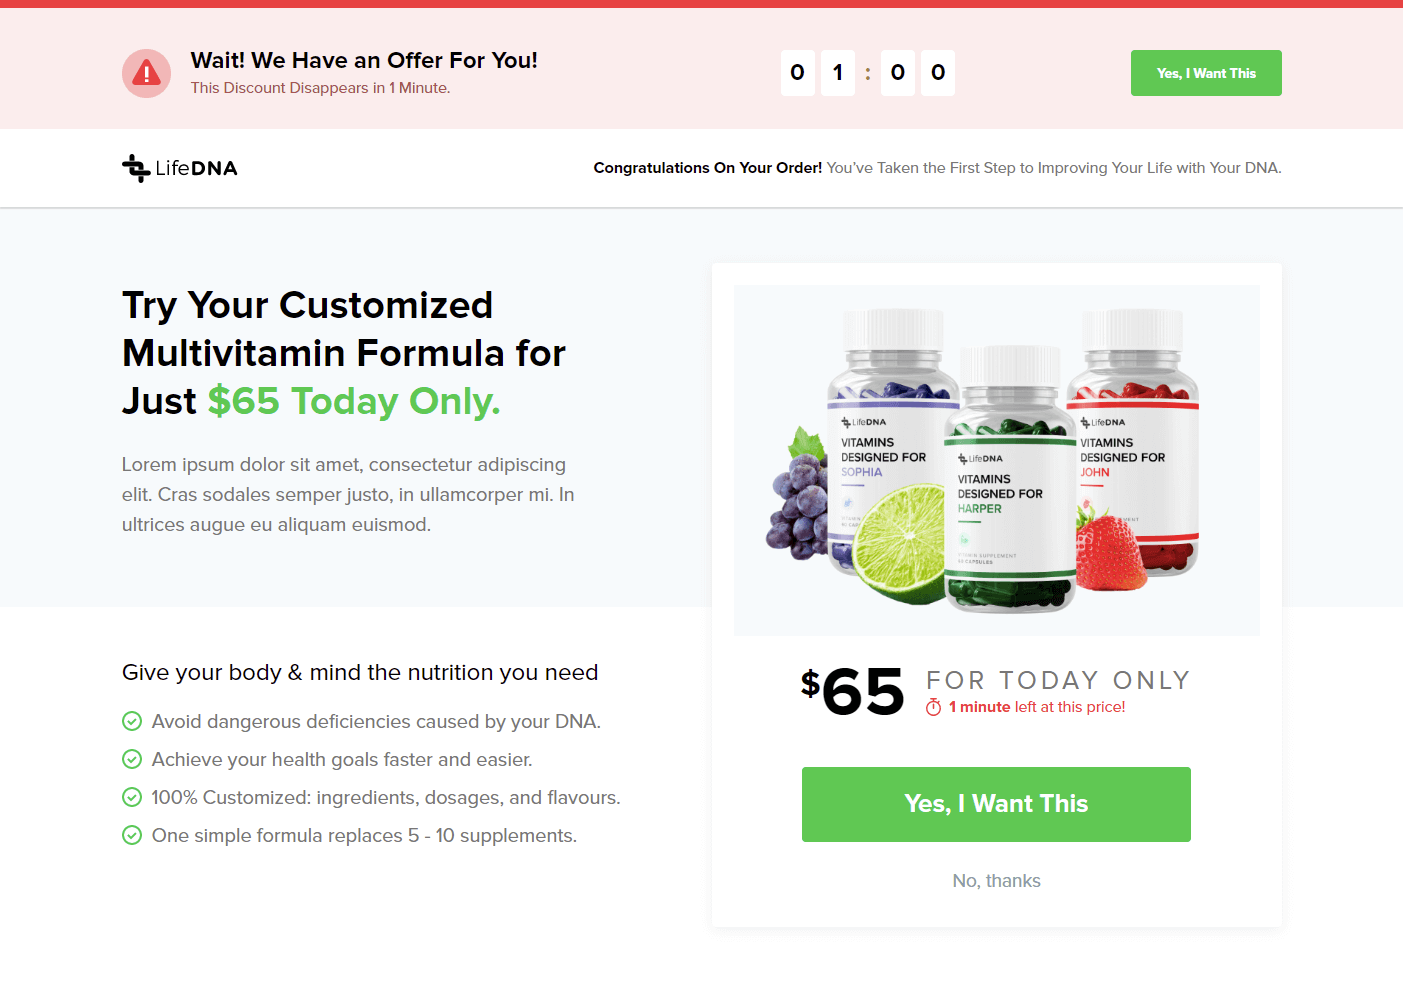 Wait! We Have an Offer For You!
This Discount Disappears in 1 Minute.
0 1 : 0 0
Yes, I Want This
LifeDNA
Congratulations On Your Order! You've Taken the First Step to Improving Your Life with Your DNA.
Try Your Customized
Multivitamin Formula for
Just $65 Today Only.
Lorem ipsum dolor sit amet, consectetur adipiscing
elit. Cras sodales semper justo, in ullamcorper mi. In
ultrices augue eu aliquam euismod.
LifeDNA
VITAMINS
DESIGNED FOR
SOPHIA
LifeDNA
VITAMINS
DESIGNED FOR
HARPER
VITAMIN SUPPLEMENT
60 CAPSULES
LifeDNA
VITAMINS
DESIGNED FOR
JOHN
$65
FOR TODAY ONLY
1 minute left at this price!
Yes, I Want This
No, thanks
Give your body & mind the nutrition you need
Avoid dangerous deficiencies caused by your DNA.
Achieve your health goals faster and easier.
100% Customized: ingredients, dosages, and flavours.
One simple formula replaces 5 - 10 supplements.